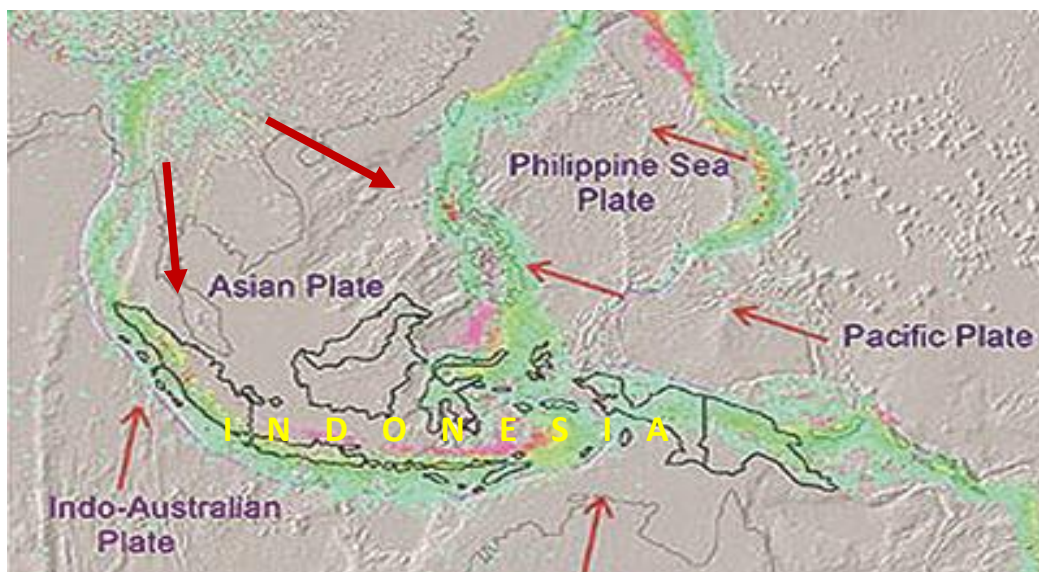 Philippine Sea
Plate
Asian Plate
Pacific Plate
I N D O N E S I A
Indo-Australian
Plate